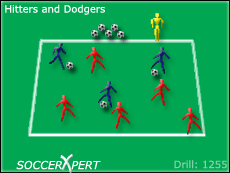 Hitters and Dodgers
SOCCERXPERT Drill: 1255